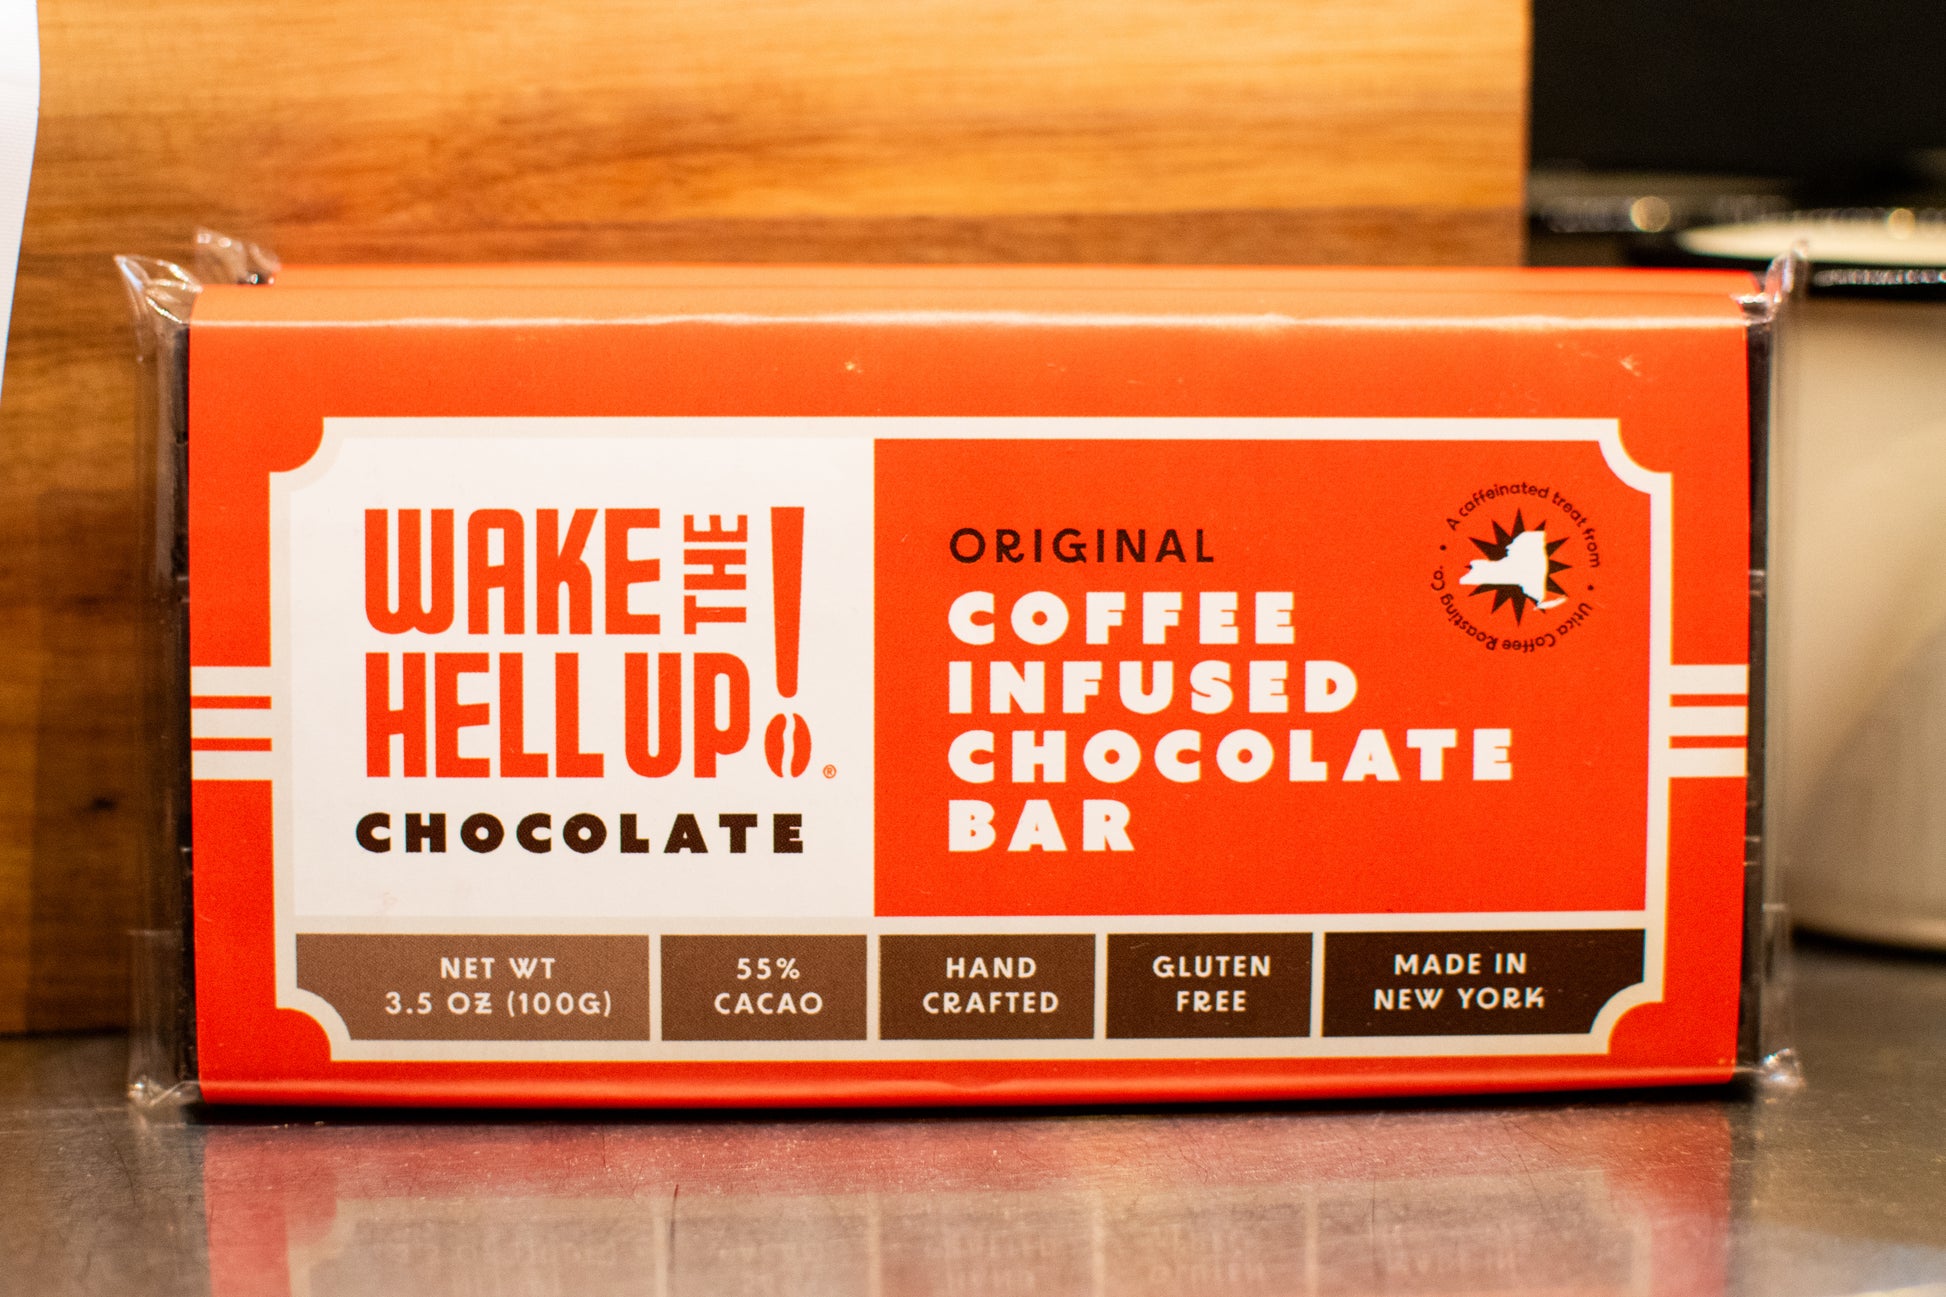 WAKE THE
HELL UP!®
CHOCOLATE
ORIGINAL
COFFEE
INFUSED
CHOCOLATE
BAR
A caffeinated treat from • Utica Coffee Roasting Co. •
NET WT
3.5 OZ (100G)
55%
CACAO
HAND
CRAFTED
GLUTEN
FREE
MADE IN
NEW YORK